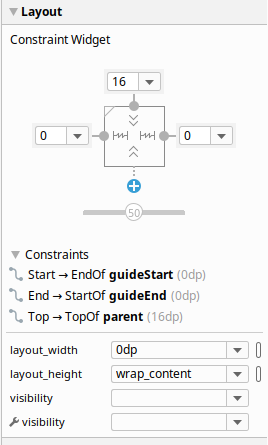 Layout
Constraint Widget
16
0
0
50
Constraints
Start → EndOf guideStart (0dp)
End → StartOf guideEnd (0dp)
Top → TopOf parent (16dp)
layout_width 0dp
layout_height wrap_content
visibility
visibility